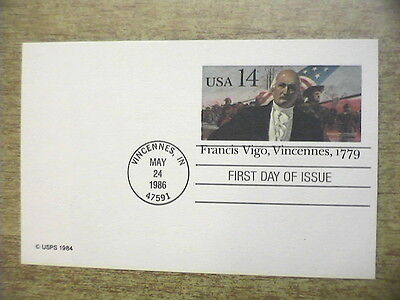 USA 14
Francis Vigo, Vincennes, 1779
VINCENNES, IN
MAY
24
1986
47591
FIRST DAY OF ISSUE
© USPS 1984